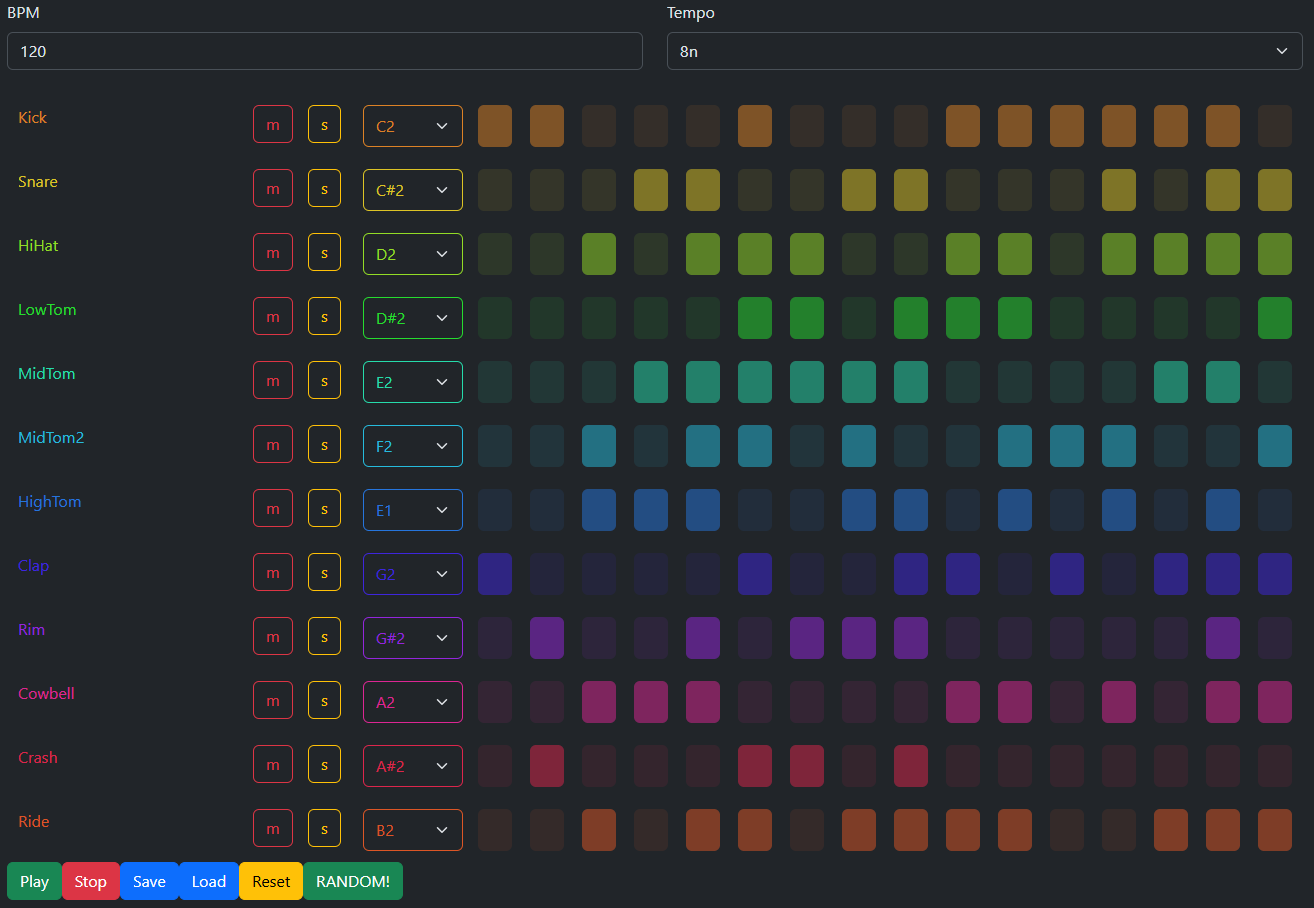 BPM Tempo
120 8n
Kick m s C2
Snare m s C#2
HiHat m s D2
LowTom m s D#2
MidTom m s E2
MidTom2 m s F2
HighTom m s E1
Clap m s G2
Rim m s G#2
Cowbell m s A2
Crash m s A#2
Ride m s B2
Play Stop Save Load Reset RANDOM!